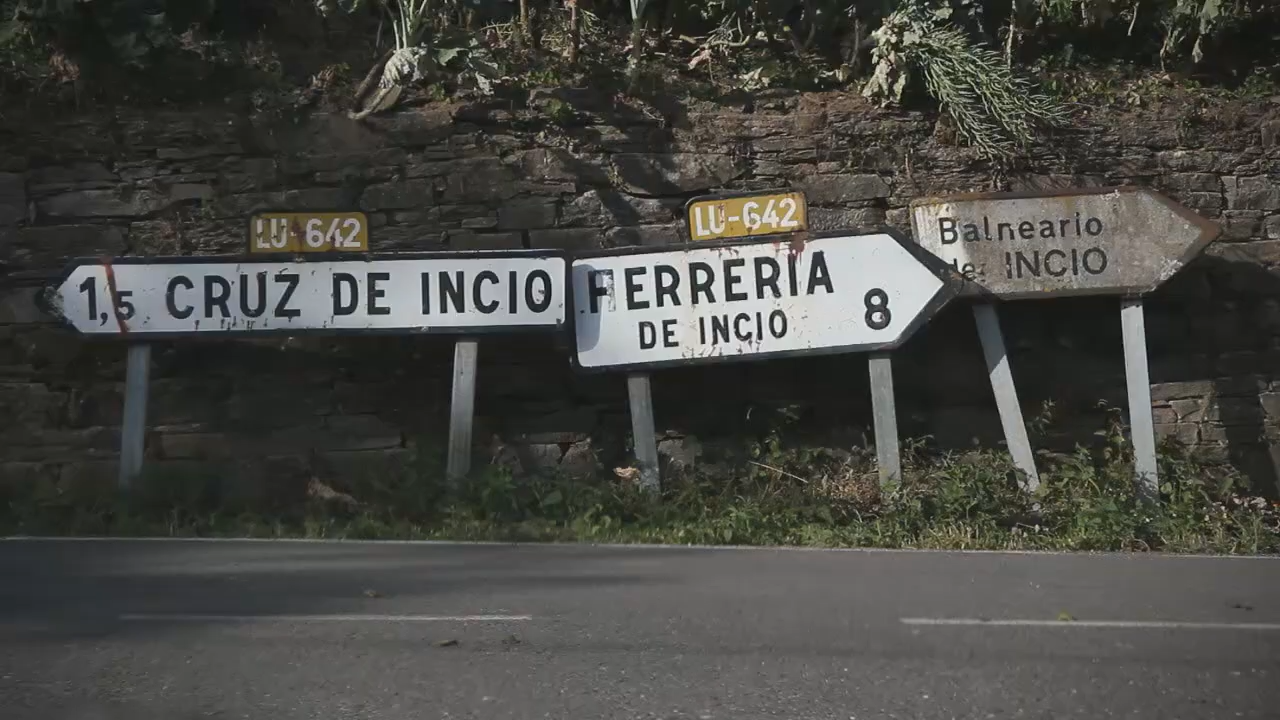 LU-642
1,5 CRUZ DE INCIO
LU-642
FERRERIA
DE INCIO 8
Balneario
de INCIO